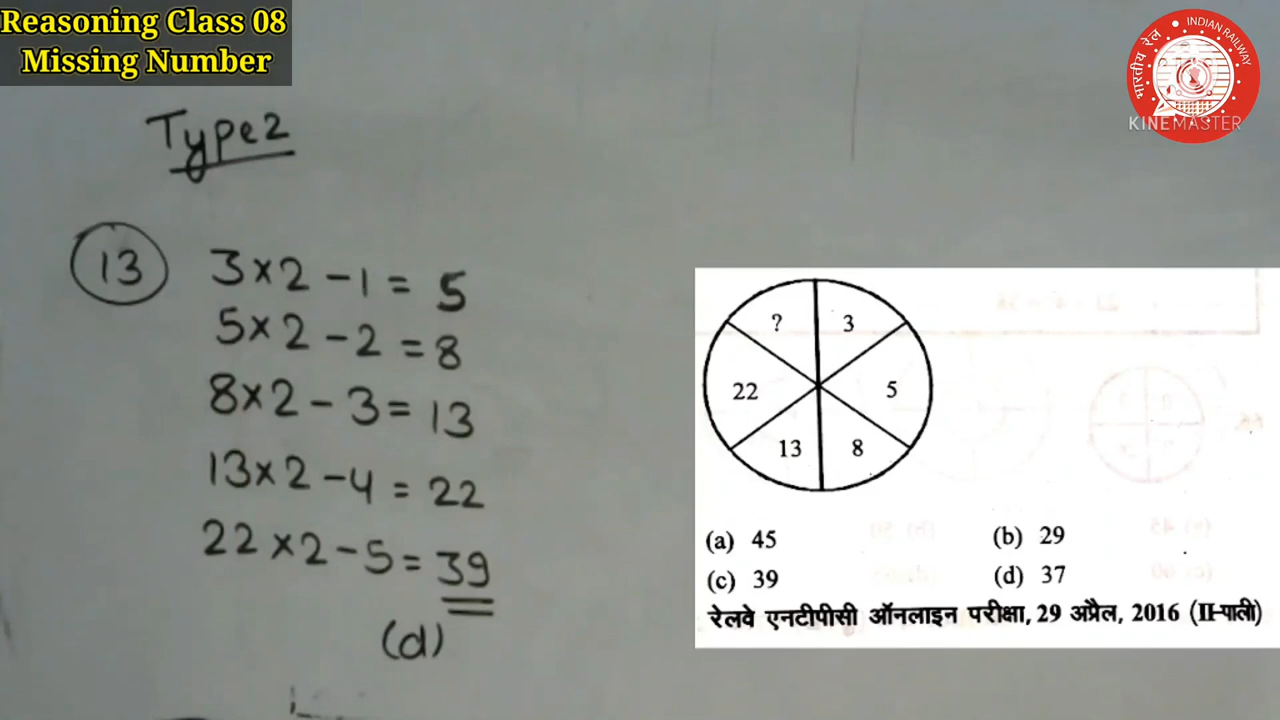 Reasoning Class 08
Missing Number
भारतीय रेल
INDIAN RAILWAY
KINEMASTER
Type 2
13
3×2-1= 5
5×2-2=8
8×2-3=13
13×2-4=22
22×2-5=39
(d)
? 3
22 5
13 8
(a) 45 (b) 29
(c) 39 (d) 37
रेलवे एनटीपीसी ऑनलाइन परीक्षा, 29 अप्रैल, 2016 (II-पाली)